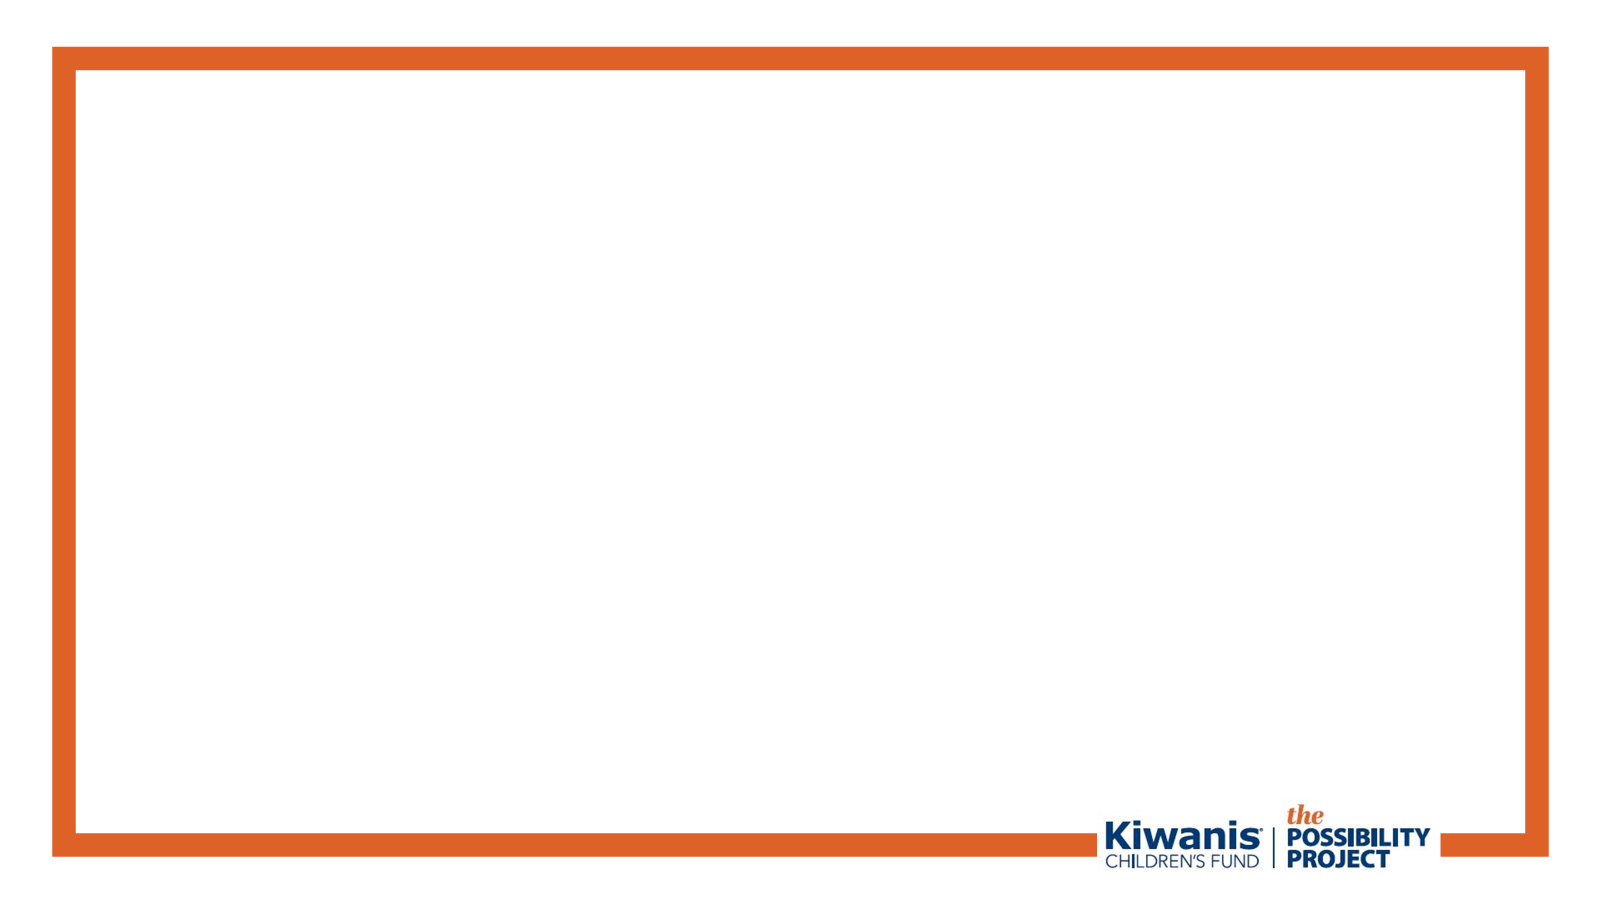 Kiwanis
CHILDREN'S FUND
the
POSSIBILITY
PROJECT